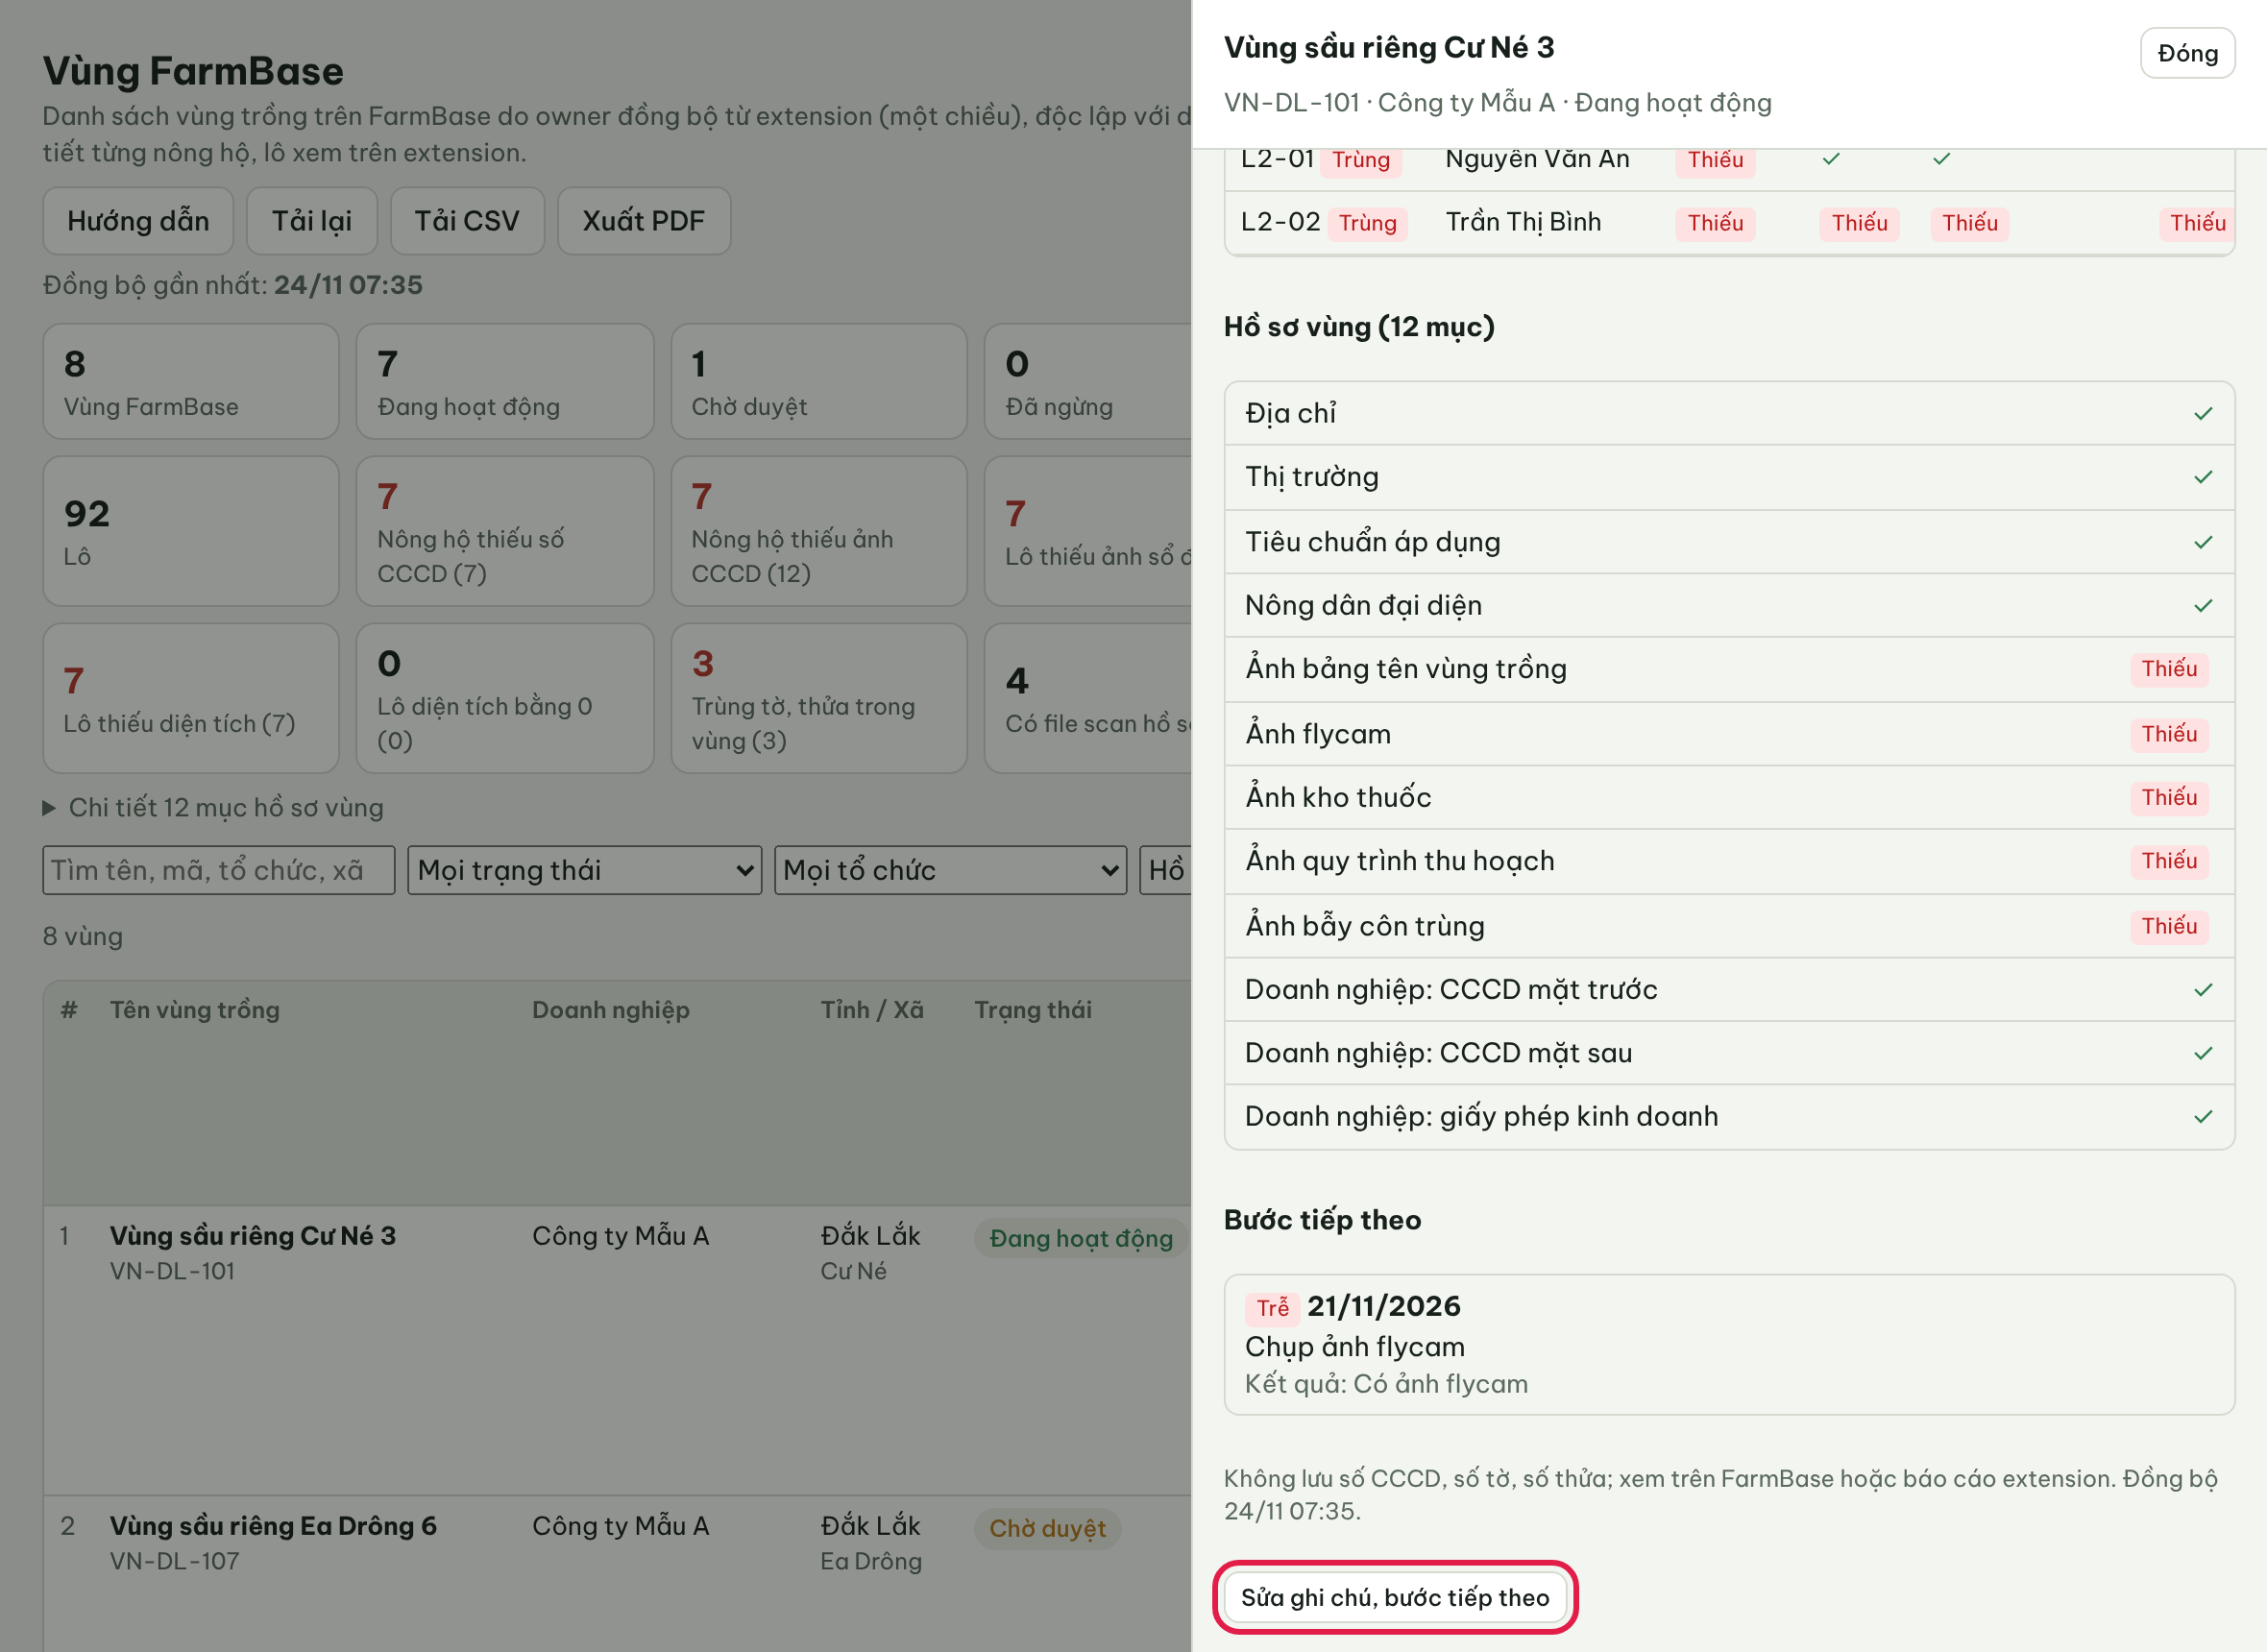 Vùng FarmBase
Danh sách vùng trồng trên FarmBase do owner đồng bộ từ extension (một chiều), độc lập với d
tiết từng nông hộ, lô xem trên extension.
Hướng dẫn
Tải lại
Tải CSV
Xuất PDF
Đồng bộ gần nhất: 24/11 07:35
8
Vùng FarmBase
7
Đang hoạt động
1
Chờ duyệt
0
Đã ngừng
92
Lô
7
Nông hộ thiếu số
CCCD (7)
7
Nông hộ thiếu ảnh
CCCD (12)
7
Lô thiếu ảnh sổ đ
7
Lô thiếu diện tích (7)
0
Lô diện tích bằng 0
(0)
3
Trùng tờ, thửa trong
vùng (3)
4
Có file scan hồ s
Chi tiết 12 mục hồ sơ vùng
Tìm tên, mã, tổ chức, xã
Mọi trạng thái
Mọi tổ chức
Hồ
8 vùng
# Tên vùng trồng Doanh nghiệp Tỉnh / Xã Trạng thái
1 Vùng sầu riêng Cư Né 3 Công ty Mẫu A Đắk Lắk Đang hoạt động
VN-DL-101 Cư Né
2 Vùng sầu riêng Ea Drông 6 Công ty Mẫu A Đắk Lắk Chờ duyệt
VN-DL-107 Ea Drông
Vùng sầu riêng Cư Né 3
Đóng
VN-DL-101 · Công ty Mẫu A · Đang hoạt động
L2-01 Trùng Nguyễn Văn An Thiếu ✓ ✓
L2-02 Trùng Trần Thị Bình Thiếu Thiếu Thiếu Thiếu
Hồ sơ vùng (12 mục)
Địa chỉ ✓
Thị trường ✓
Tiêu chuẩn áp dụng ✓
Nông dân đại diện ✓
Ảnh bảng tên vùng trồng Thiếu
Ảnh flycam Thiếu
Ảnh kho thuốc Thiếu
Ảnh quy trình thu hoạch Thiếu
Ảnh bẫy côn trùng Thiếu
Doanh nghiệp: CCCD mặt trước ✓
Doanh nghiệp: CCCD mặt sau ✓
Doanh nghiệp: giấy phép kinh doanh ✓
Bước tiếp theo
Trễ 21/11/2026
Chụp ảnh flycam
Kết quả: Có ảnh flycam
Không lưu số CCCD, số tờ, số thửa; xem trên FarmBase hoặc báo cáo extension. Đồng bộ
24/11 07:35.
Sửa ghi chú, bước tiếp theo